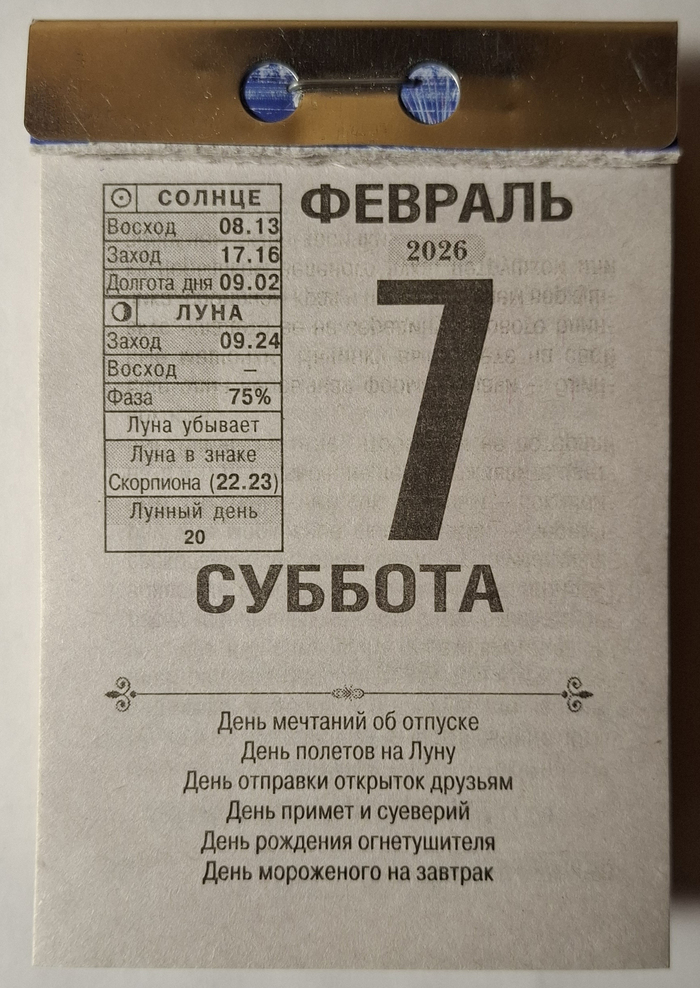 СОЛНЦЕ
Восход 08.13
Заход 17.16
Долгота дня 09.02
ЛУНА
Заход 09.24
Восход –
Фаза 75%
Луна убывает
Луна в знаке
Скорпиона (22.23)
Лунный день
20
ФЕВРАЛЬ
2026
7
СУББОТА
День мечтаний об отпуске
День полетов на Луну
День отправки открыток друзьям
День примет и суеверий
День рождения огнетушителя
День мороженого на завтрак